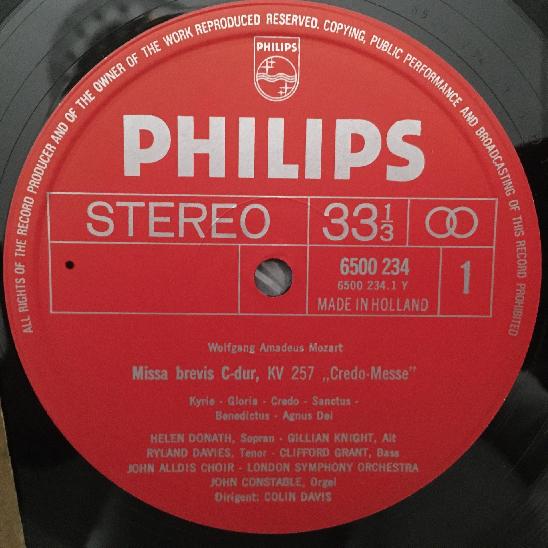 ALL RIGHTS OF THE RECORD PRODUCER AND OF THE OWNER OF THE WORK REPRODUCED RESERVED. COPYING, PUBLIC PERFORMANCE AND BROADCASTING OF THIS RECORD PROHIBITED
PHILIPS
PHILIPS
STEREO 33 1/3
6500 234 1
6500 234.1 Y
MADE IN HOLLAND
Wolfgang Amadeus Mozart
Missa brevis C-dur, KV 257 „Credo-Messe”
Kyrie - Gloria - Credo - Sanctus -
Benedictus - Agnus Dei
HELEN DONATH, Sopran - GILLIAN KNIGHT, Alt
RYLAND DAVIES, Tenor - CLIFFORD GRANT, Bass
JOHN ALLDIS CHOIR - LONDON SYMPHONY ORCHESTRA
JOHN CONSTABLE, Orgel
Dirigent: COLIN DAVIS